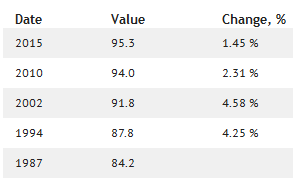 Date Value Change, %
2015 95.3 1.45 %
2010 94.0 2.31 %
2002 91.8 4.58 %
1994 87.8 4.25 %
1987 84.2